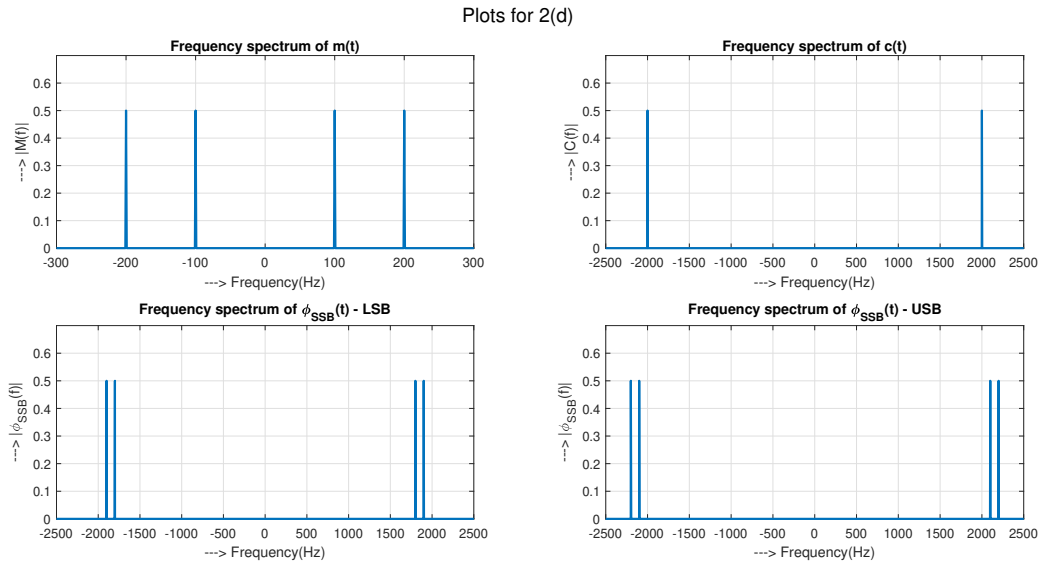 Plots for 2(d)
Frequency spectrum of m(t)
0.6
0.5
0.4
0.3
0.2
0.1
0
---> |M(f)|
-300 -200 -100 0 100 200 300
---> Frequency(Hz)
Frequency spectrum of c(t)
0.6
0.5
0.4
0.3
0.2
0.1
0
---> |C(f)|
-2500 -2000 -1500 -1000 -500 0 500 1000 1500 2000 2500
---> Frequency(Hz)
Frequency spectrum of ϕSSB(t) - LSB
0.6
0.5
0.4
0.3
0.2
0.1
0
---> |ϕSSB(f)|
-2500 -2000 -1500 -1000 -500 0 500 1000 1500 2000 2500
---> Frequency(Hz)
Frequency spectrum of ϕSSB(t) - USB
0.6
0.5
0.4
0.3
0.2
0.1
0
---> |ϕSSB(f)|
-2500 -2000 -1500 -1000 -500 0 500 1000 1500 2000 2500
---> Frequency(Hz)